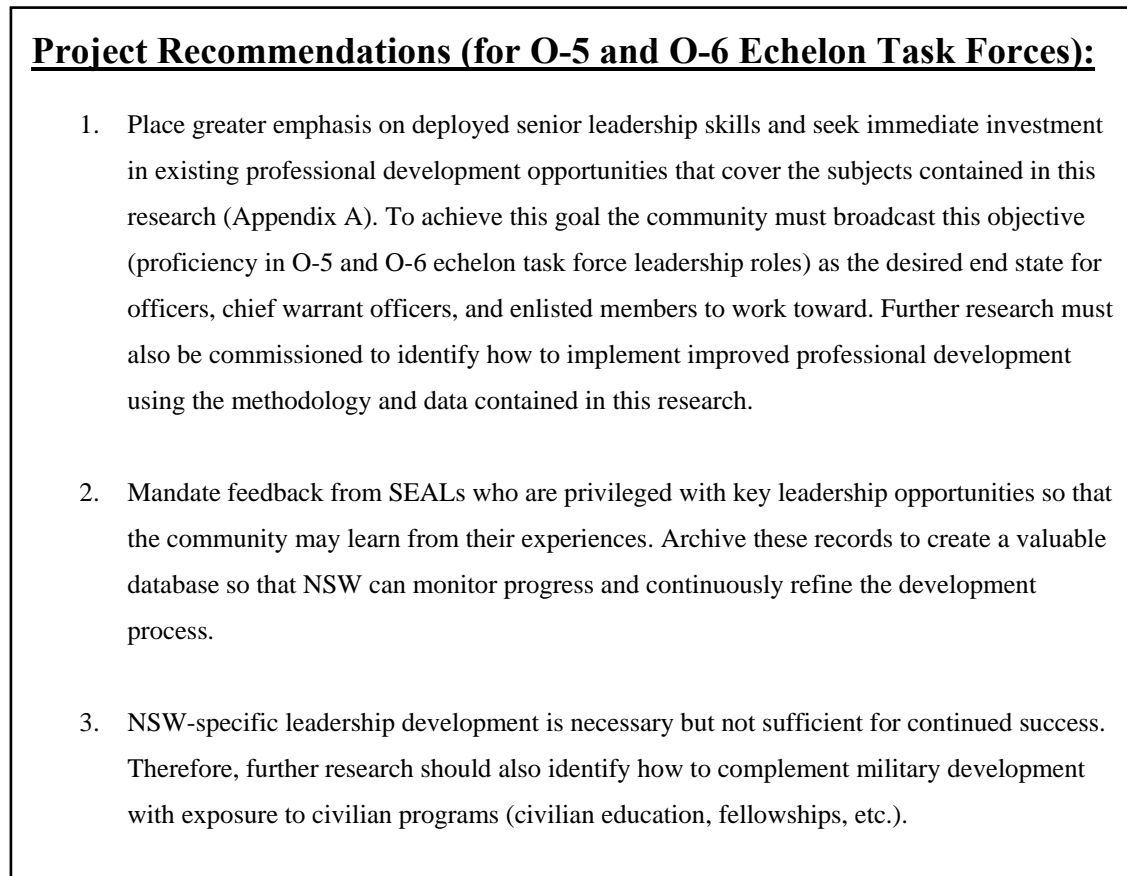 Project Recommendations (for O-5 and O-6 Echelon Task Forces):
1. Place greater emphasis on deployed senior leadership skills and seek immediate investment
in existing professional development opportunities that cover the subjects contained in this
research (Appendix A). To achieve this goal the community must broadcast this objective
(proficiency in O-5 and O-6 echelon task force leadership roles) as the desired end state for
officers, chief warrant officers, and enlisted members to work toward. Further research must
also be commissioned to identify how to implement improved professional development
using the methodology and data contained in this research.
2. Mandate feedback from SEALs who are privileged with key leadership opportunities so that
the community may learn from their experiences. Archive these records to create a valuable
database so that NSW can monitor progress and continuously refine the development
process.
3. NSW-specific leadership development is necessary but not sufficient for continued success.
Therefore, further research should also identify how to complement military development
with exposure to civilian programs (civilian education, fellowships, etc.).